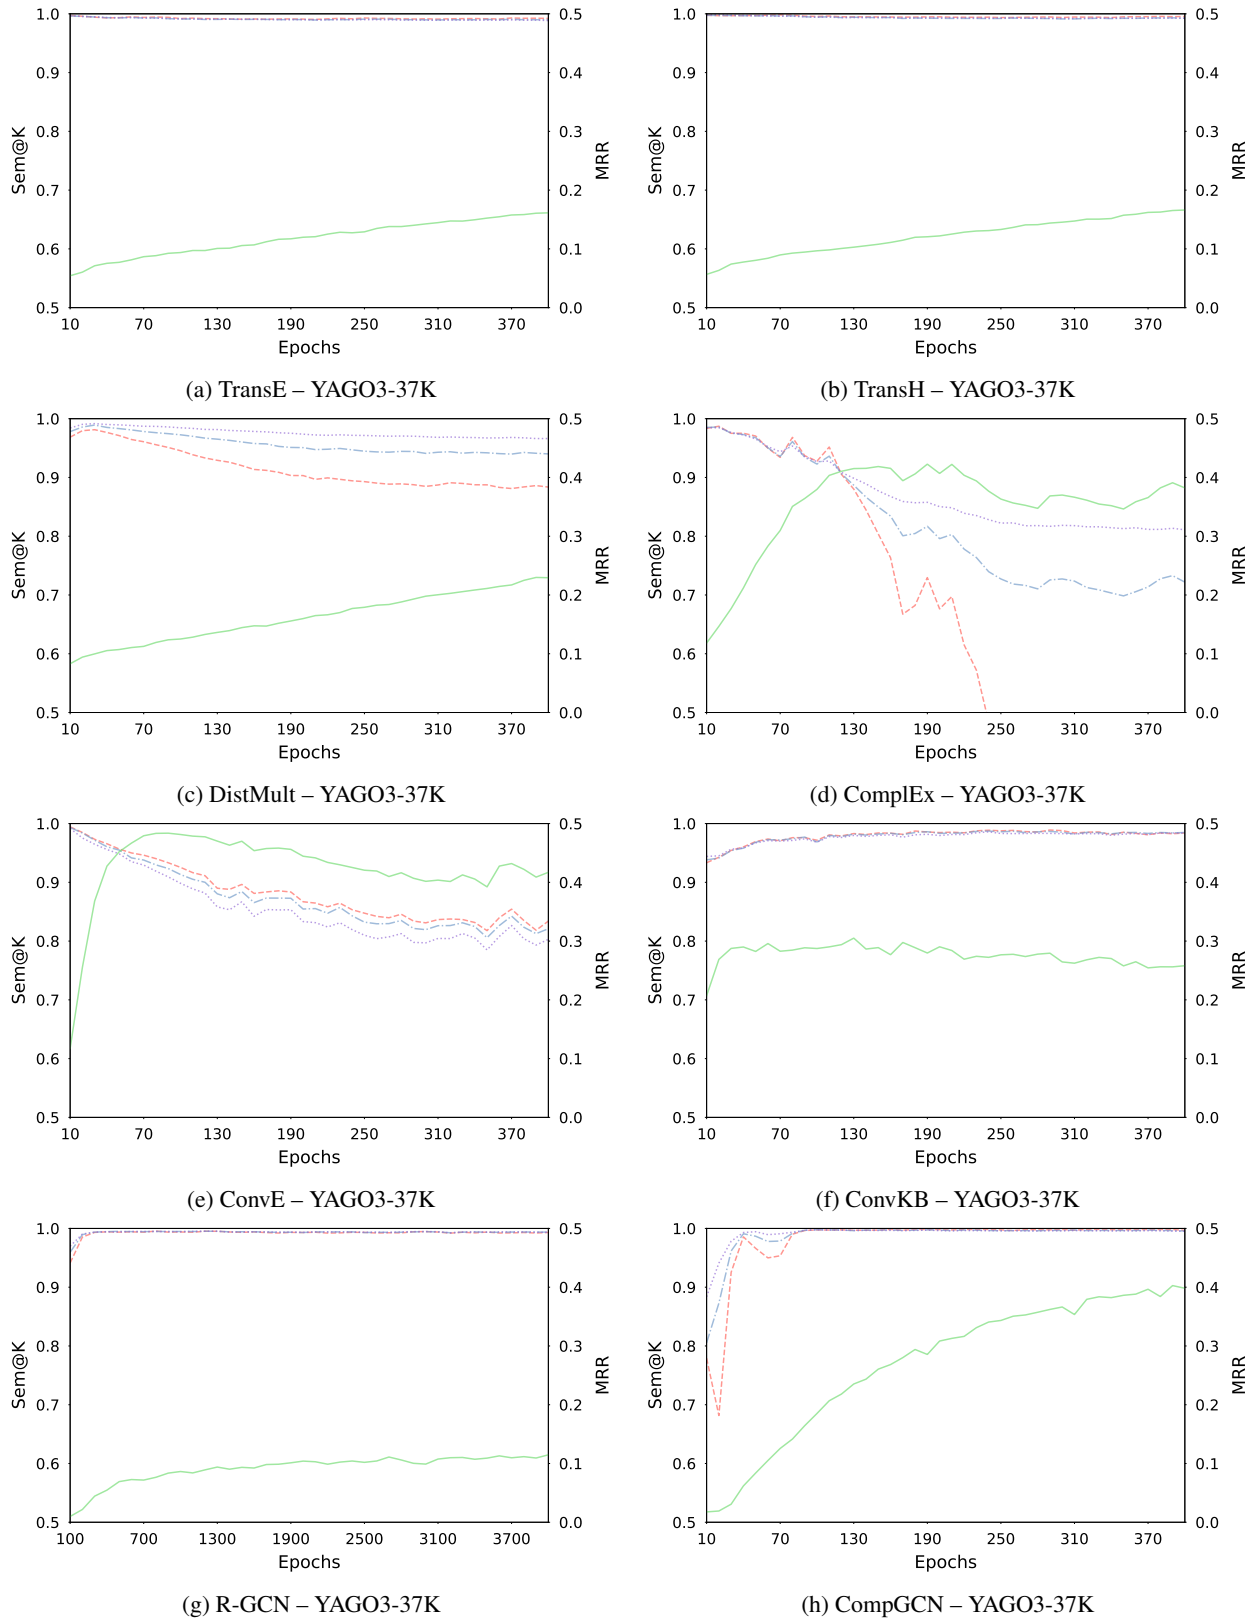 1.0
0.9
0.8
0.7
0.6
0.5
Sem@K
0.5
0.4
0.3
0.2
0.1
0.0
MRR
10 70 130 190 250 310 370
Epochs
(a) TransE – YAGO3-37K
1.0
0.9
0.8
0.7
0.6
0.5
Sem@K
0.5
0.4
0.3
0.2
0.1
0.0
MRR
10 70 130 190 250 310 370
Epochs
(b) TransH – YAGO3-37K
1.0
0.9
0.8
0.7
0.6
0.5
Sem@K
0.5
0.4
0.3
0.2
0.1
0.0
MRR
10 70 130 190 250 310 370
Epochs
(c) DistMult – YAGO3-37K
1.0
0.9
0.8
0.7
0.6
0.5
Sem@K
0.5
0.4
0.3
0.2
0.1
0.0
MRR
10 70 130 190 250 310 370
Epochs
(d) ComplEx – YAGO3-37K
1.0
0.9
0.8
0.7
0.6
0.5
Sem@K
0.5
0.4
0.3
0.2
0.1
0.0
MRR
10 70 130 190 250 310 370
Epochs
(e) ConvE – YAGO3-37K
1.0
0.9
0.8
0.7
0.6
0.5
Sem@K
0.5
0.4
0.3
0.2
0.1
0.0
MRR
10 70 130 190 250 310 370
Epochs
(f) ConvKB – YAGO3-37K
1.0
0.9
0.8
0.7
0.6
0.5
Sem@K
0.5
0.4
0.3
0.2
0.1
0.0
MRR
100 700 1300 1900 2500 3100 3700
Epochs
(g) R-GCN – YAGO3-37K
1.0
0.9
0.8
0.7
0.6
0.5
Sem@K
0.5
0.4
0.3
0.2
0.1
0.0
MRR
10 70 130 190 250 310 370
Epochs
(h) CompGCN – YAGO3-37K